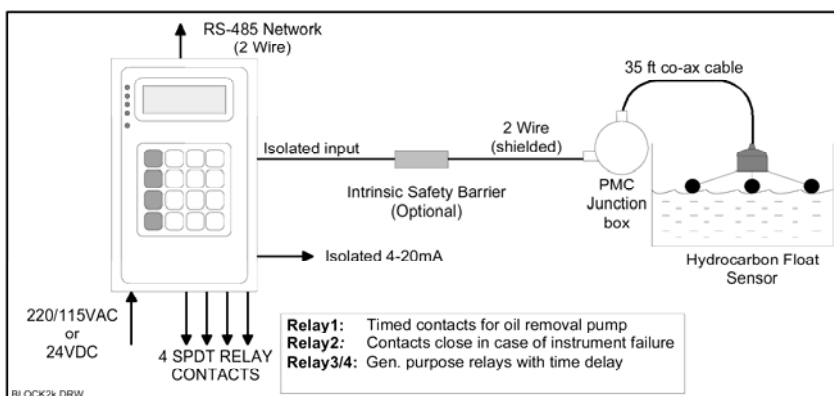 RS-485 Network
(2 Wire)
35 ft co-ax cable
Isolated input
2 Wire
(shielded)
Intrinsic Safety Barrier
(Optional)
PMC
Junction
box
Hydrocarbon Float
Sensor
Isolated 4-20mA
220/115VAC
or
24VDC
4 SPDT RELAY
CONTACTS
Relay1: Timed contacts for oil removal pump
Relay2: Contacts close in case of instrument failure
Relay3/4: Gen. purpose relays with time delay
BLOCK2k.DRW